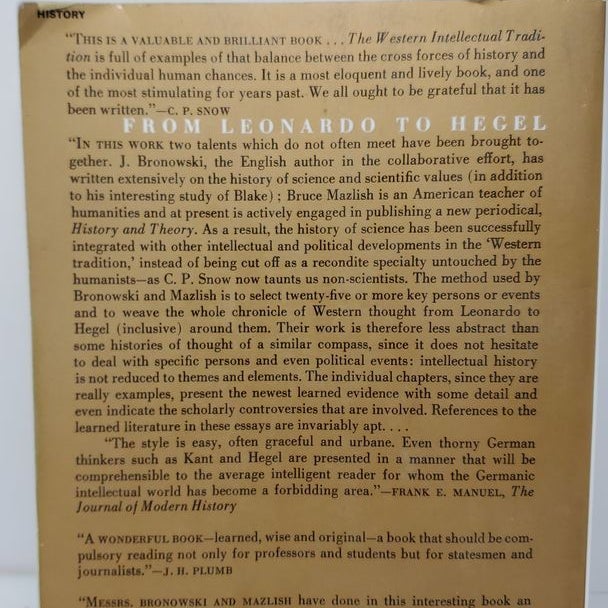 HISTORY
“THIS IS A VALUABLE AND BRILLIANT BOOK . . . The Western Intellectual Tradi-
tion is full of examples of that balance between the cross forces of history and
the individual human chances. It is a most eloquent and lively book, and one
of the most stimulating for years past. We all ought to be grateful that it has
been written.”—C. P. SNOW
FROM LEONARDO TO HEGEL
“IN THIS WORK two talents which do not often meet have been brought to-
gether. J. Bronowski, the English author in the collaborative effort, has
written extensively on the history of science and scientific values (in addition
to his interesting study of Blake) ; Bruce Mazlish is an American teacher of
humanities and at present is actively engaged in publishing a new periodical,
History and Theory. As a result, the history of science has been successfully
integrated with other intellectual and political developments in the ‘Western
tradition,’ instead of being cut off as a recondite specialty untouched by the
humanists—as C. P. Snow now taunts us non-scientists. The method used by
Bronowski and Mazlish is to select twenty-five or more key persons or events
and to weave the whole chronicle of Western thought from Leonardo to
Hegel (inclusive) around them. Their work is therefore less abstract than
some histories of thought of a similar compass, since it does not hesitate
to deal with specific persons and even political events: intellectual history
is not reduced to themes and elements. The individual chapters, since they are
really examples, present the newest learned evidence with some detail and
even indicate the scholarly controversies that are involved. References to the
learned literature in these essays are invariably apt. . . .
“The style is easy, often graceful and urbane. Even thorny German
thinkers such as Kant and Hegel are presented in a manner that will be
comprehensible to the average intelligent reader for whom the Germanic
intellectual world has become a forbidding area.”—FRANK E. MANUEL, The
Journal of Modern History
“A WONDERFUL BOOK—learned, wise and original—a book that should be com-
pulsory reading not only for professors and students but for statesmen and
journalists.”—J. H. PLUMB
“MESSRS. BRONOWSKI AND MAZLISH have done in this interesting book an